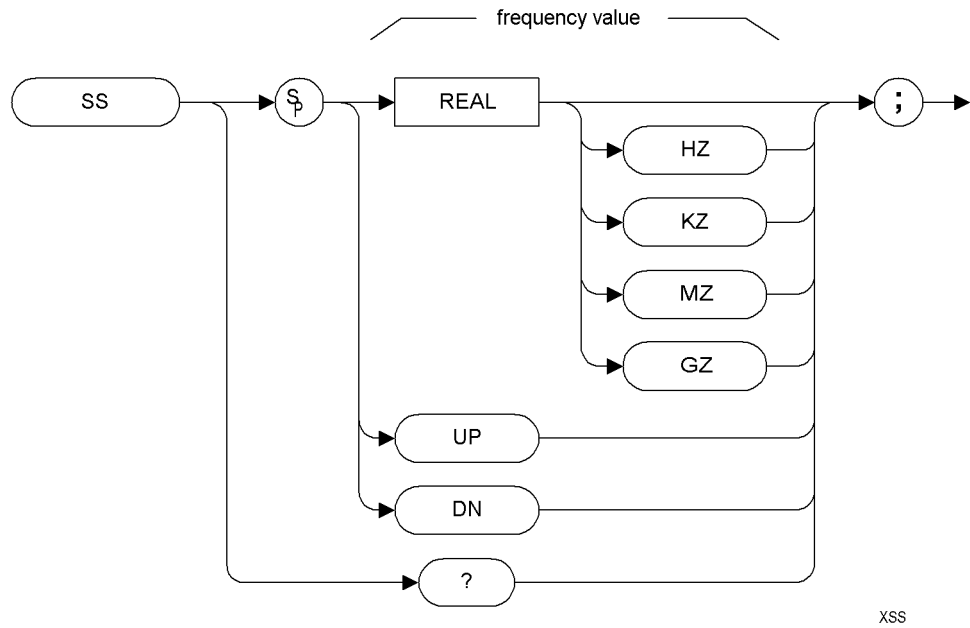 frequency value
SS
SP
REAL
;
HZ
KZ
MZ
GZ
UP
DN
?
XSS